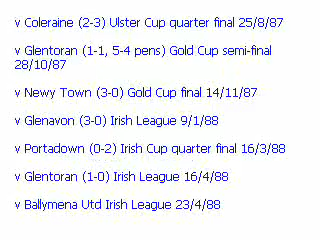 v Coleraine (2-3) Ulster Cup quarter final 25/8/87
v Glentoran (1-1, 5-4 pens) Gold Cup semi-final
28/10/87
v Newy Town (3-0) Gold Cup final 14/11/87
v Glenavon (3-0) Irish League 9/1/88
v Portadown (0-2) Irish Cup quarter final 16/3/88
v Glentoran (1-0) Irish League 16/4/88
v Ballymena Utd Irish League 23/4/88